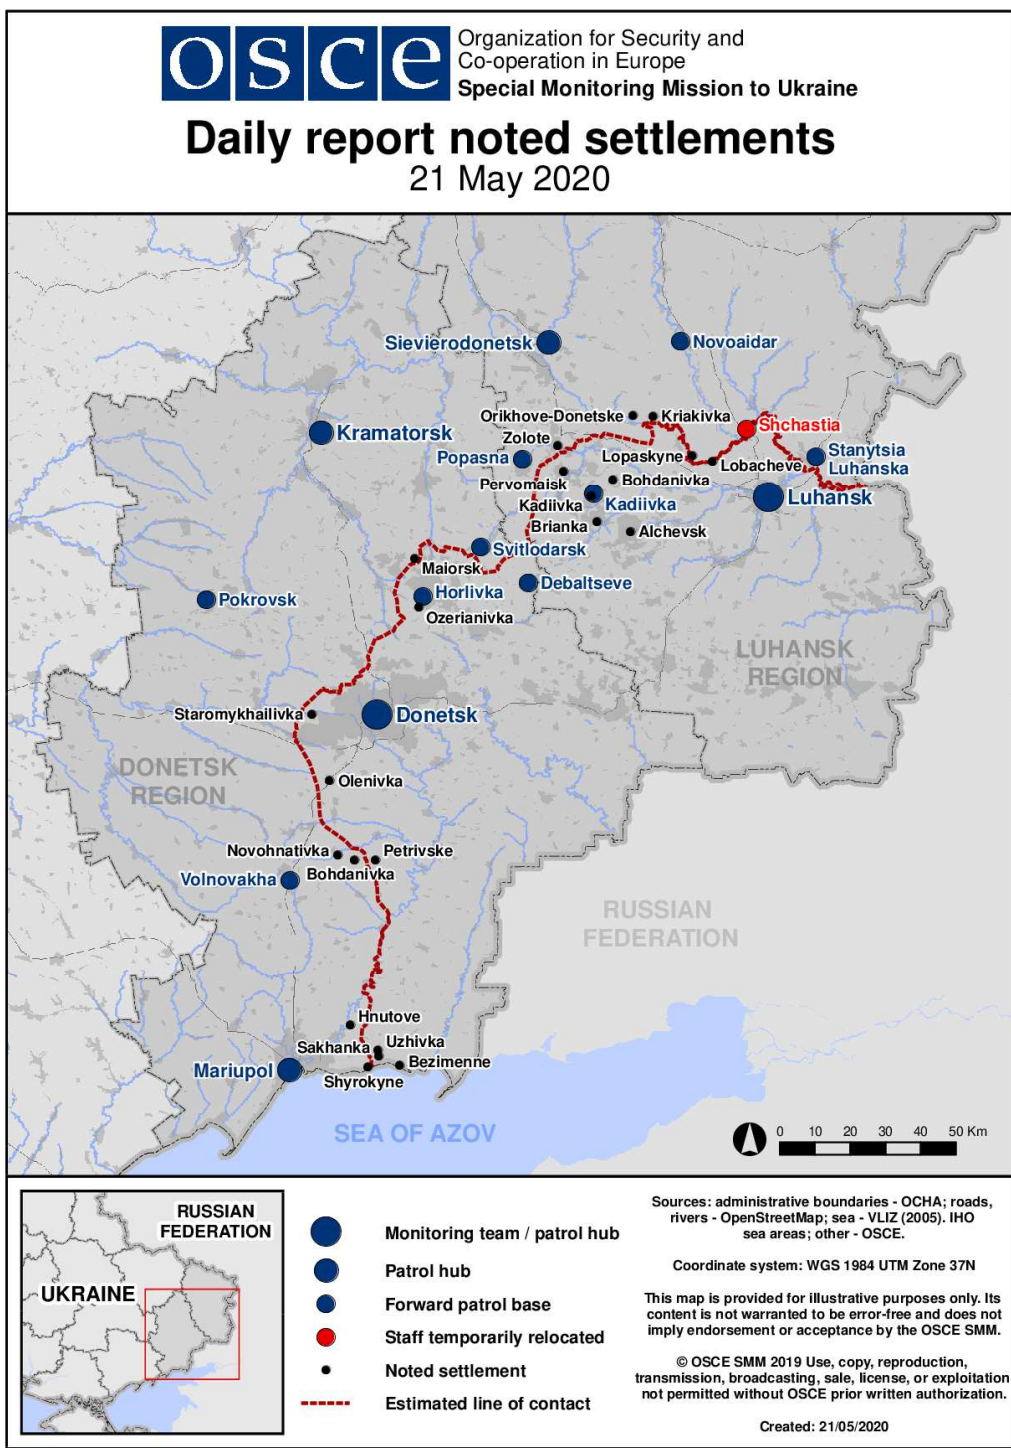 osce
Organization for Security and
Co-operation in Europe
Special Monitoring Mission to Ukraine
Daily report noted settlements
21 May 2020
Sievierodonetsk
Novoaidar
Orikhove-Donetske
Kriakivka
Shchastia
Kramatorsk
Zolote
Popasna
Lopaskyne
Lobacheve
Stanytsia
Luhanska
Pervomaisk
Bohdanivka
Kadiivka
Kadiivka
Luhansk
Brianka
Alchevsk
Svitlodarsk
Maiorsk
Debaltseve
Horlivka
Pokrovsk
Ozerianivka
LUHANSK
REGION
Staromykhailivka
Donetsk
DONETSK
REGION
Olenivka
Novohnativka
Petrivske
Bohdanivka
Volnovakha
RUSSIAN
FEDERATION
Hnutove
Sakhanka
Uzhivka
Bezimenne
Mariupol
Shyrokyne
SEA OF AZOV
0 10 20 30 40 50 Km
RUSSIAN
FEDERATION
UKRAINE
Monitoring team / patrol hub
Patrol hub
Forward patrol base
Staff temporarily relocated
Noted settlement
Estimated line of contact
Sources: administrative boundaries - OCHA; roads,
rivers - OpenStreetMap; sea - VLIZ (2005). IHO
sea areas; other - OSCE.
Coordinate system: WGS 1984 UTM Zone 37N
This map is provided for illustrative purposes only. Its
content is not warranted to be error-free and does not
imply endorsement or acceptance by the OSCE SMM.
© OSCE SMM 2019 Use, copy, reproduction,
transmission, broadcasting, sale, license, or exploitation
not permitted without OSCE prior written authorization.
Created: 21/05/2020